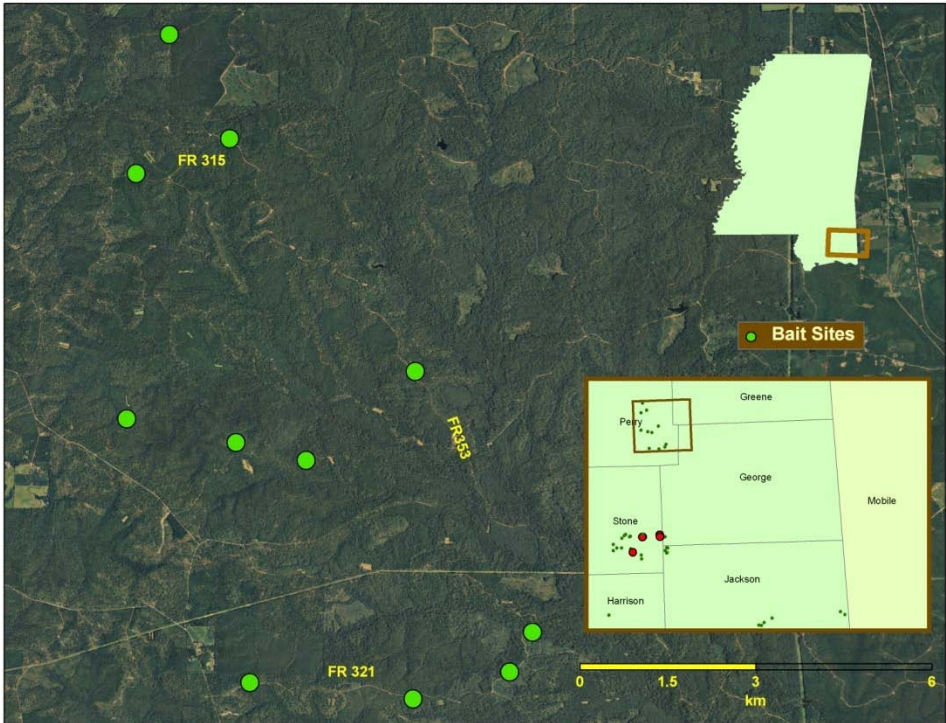 FR 315
Bait Sites
FR353
Greene
Perry
George
Mobile
Stone
Jackson
Harrison
FR 321
0 1.5 3 6
km